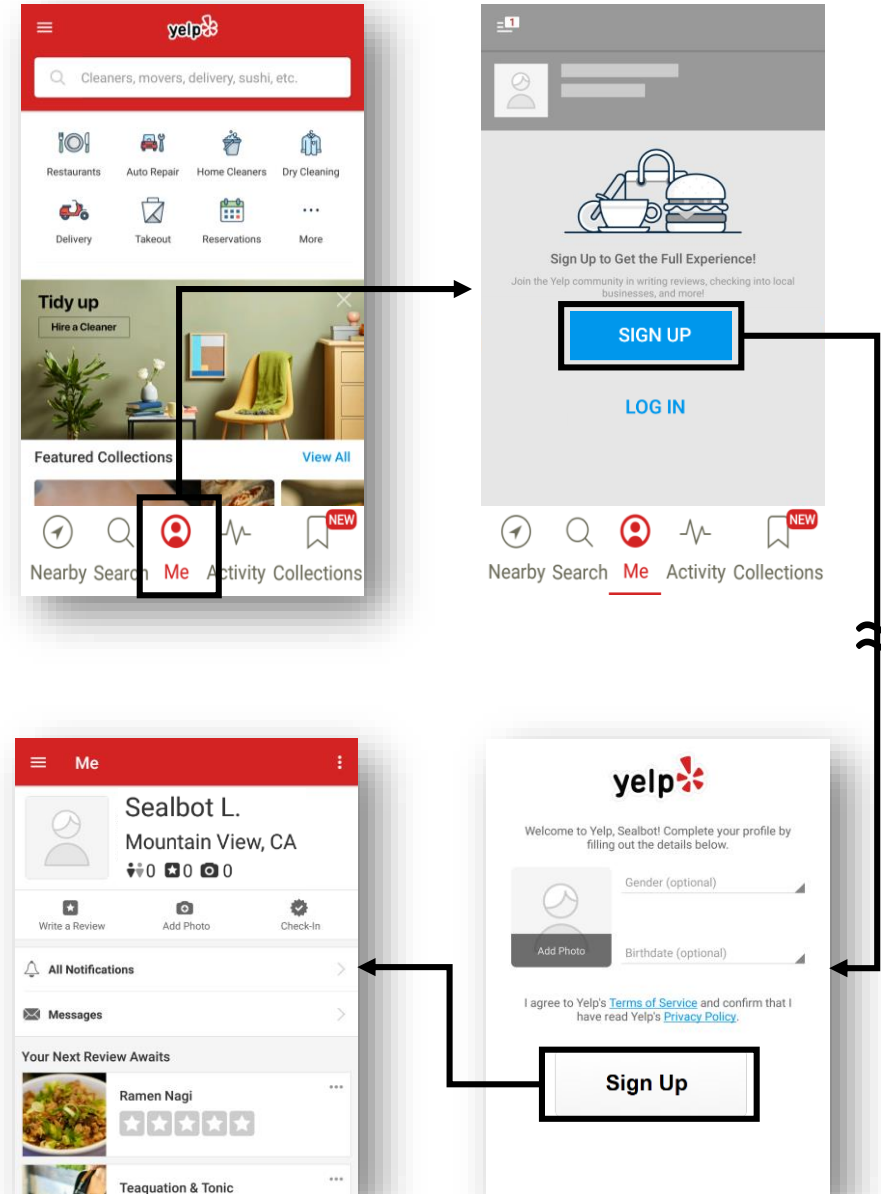 yelp
Cleaners, movers, delivery, sushi, etc.
Restaurants Auto Repair Home Cleaners Dry Cleaning
Delivery Takeout Reservations More
Tidy up
Hire a Cleaner
Featured Collections View All
NEW
Nearby Search Me Activity Collections
1
Sign Up to Get the Full Experience!
Join the Yelp community in writing reviews, checking into local
businesses, and more!
SIGN UP
LOG IN
NEW
Nearby Search Me Activity Collections
Me
Sealbot L.
Mountain View, CA
0 0 0
Write a Review Add Photo Check-In
All Notifications
Messages
Your Next Review Awaits
Ramen Nagi
Teaquation & Tonic
yelp
Welcome to Yelp, Sealbot! Complete your profile by
filling out the details below.
Gender (optional)
Add Photo
Birthdate (optional)
I agree to Yelp's Terms of Service and confirm that I
have read Yelp's Privacy Policy.
Sign Up